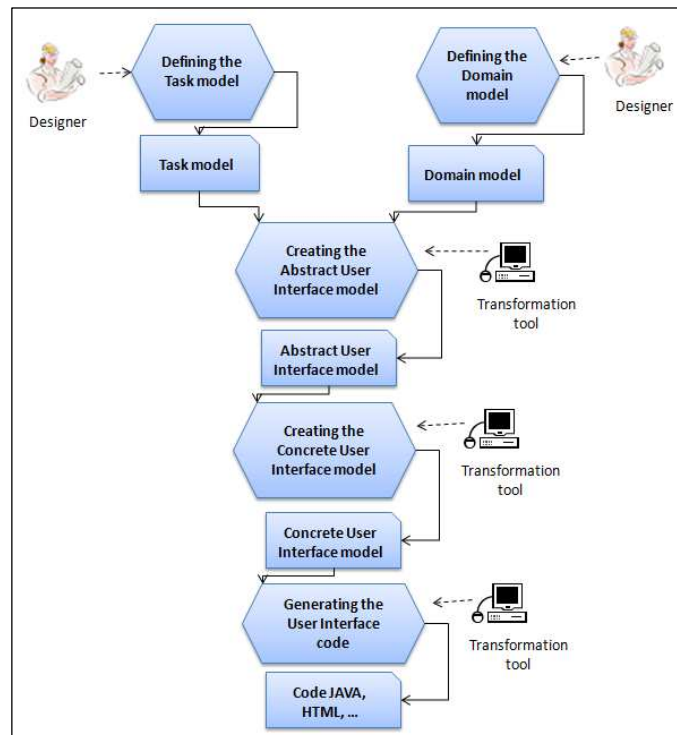 Defining the
Task model
Defining the
Domain
model
Designer
Designer
Task model
Domain model
Creating the
Abstract User
Interface model
Transformation
tool
Abstract User
Interface model
Creating the
Concrete User
Interface model
Transformation
tool
Concrete User
Interface model
Generating the
User Interface
code
Transformation
tool
Code JAVA,
HTML, ...